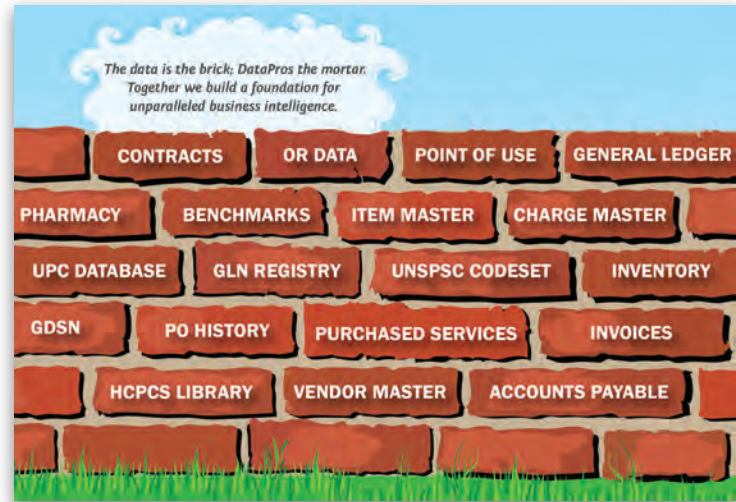 The data is the brick; DataPros the mortar.
Together we build a foundation for
unparalleled business intelligence.
CONTRACTS OR DATA POINT OF USE GENERAL LEDGER
PHARMACY BENCHMARKS ITEM MASTER CHARGE MASTER
UPC DATABASE GLN REGISTRY UNSPSC CODESET INVENTORY
GDSN PO HISTORY PURCHASED SERVICES INVOICES
HCPCS LIBRARY VENDOR MASTER ACCOUNTS PAYABLE